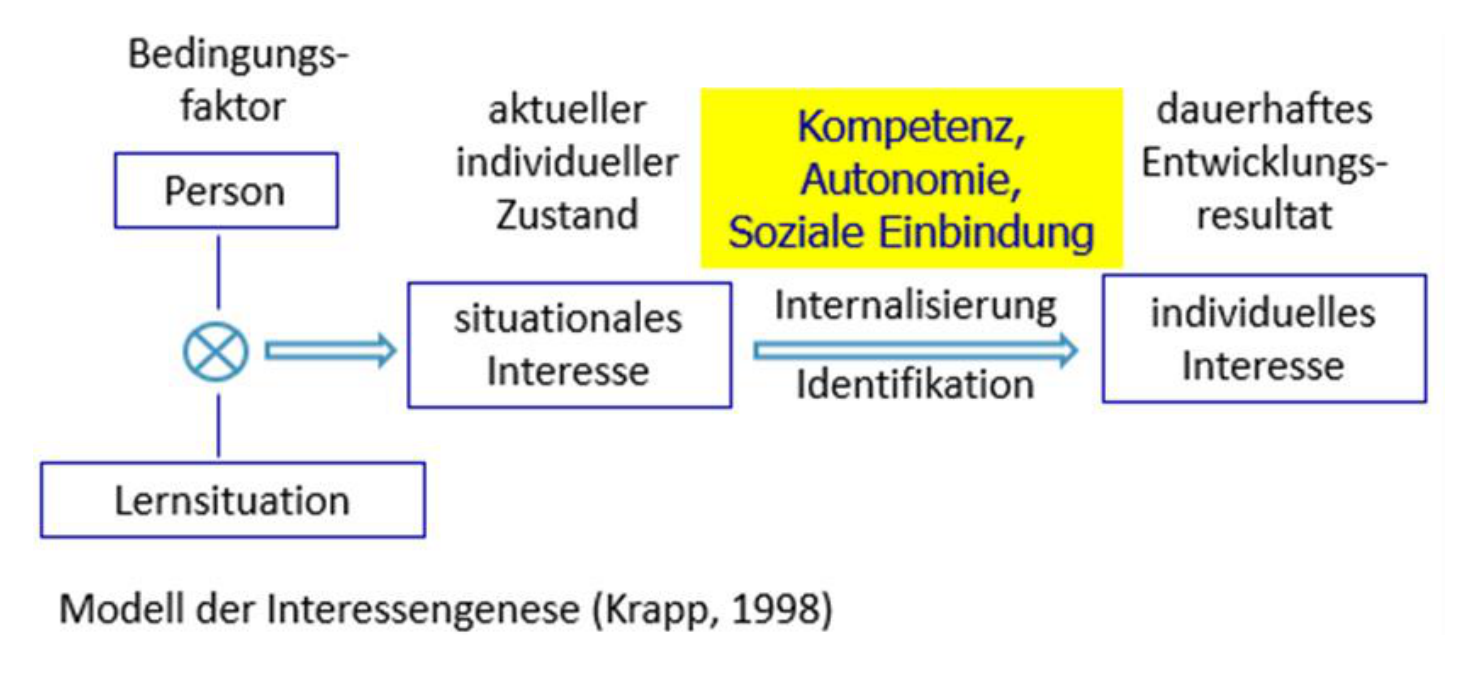 Bedingungs-
faktor
Person
Lernsituation
aktueller
individueller
Zustand
situationales
Interesse
Kompetenz,
Autonomie,
Soziale Einbindung
Internalisierung
Identifikation
dauerhaftes
Entwicklungs-
resultat
individuelles
Interesse
Modell der Interessengenese (Krapp, 1998)